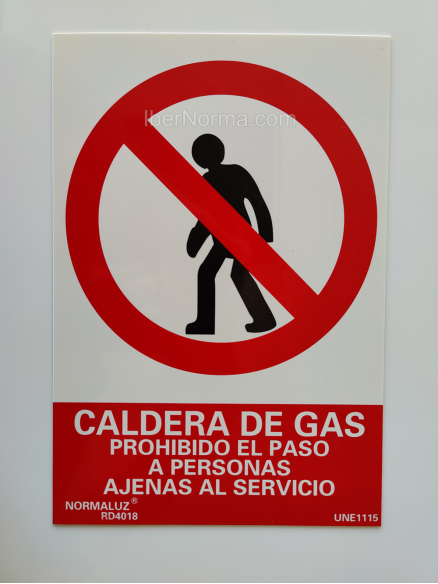 IberNorma.com
CALDERA DE GAS
PROHIBIDO EL PASO
A PERSONAS
AJENAS AL SERVICIO
NORMALUZ®
RD4018
UNE1115